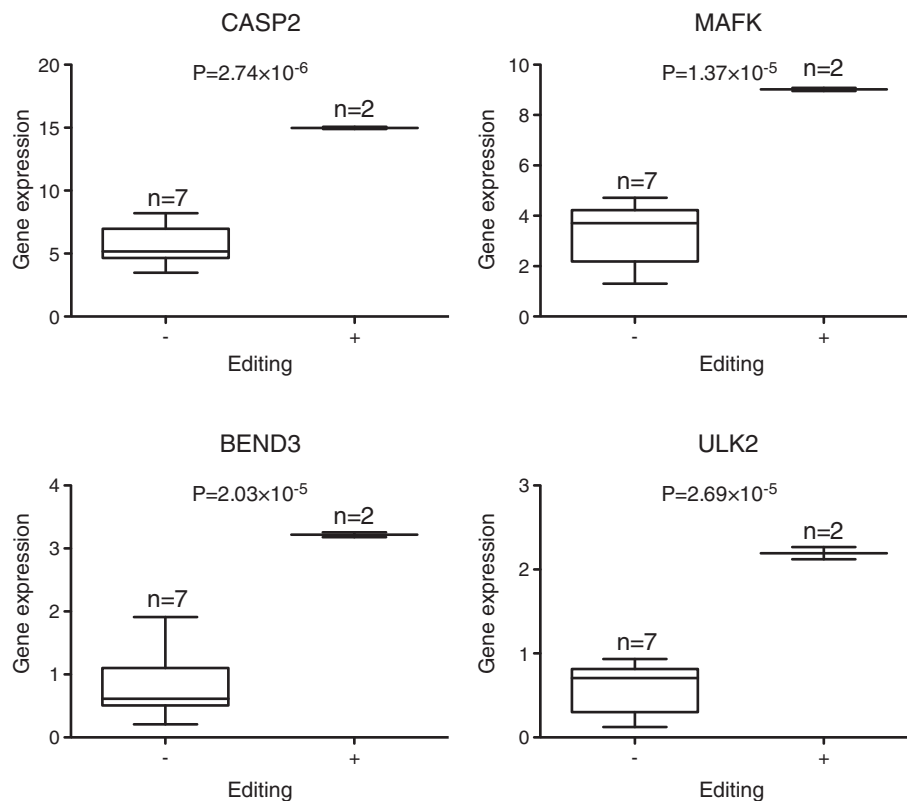 CASP2
P=2.74×10⁻⁶
20
15
10
5
0
Gene expression
n=7
n=2
-
+
Editing
MAFK
P=1.37×10⁻⁵
10
8
6
4
2
0
Gene expression
n=7
n=2
-
+
Editing
BEND3
P=2.03×10⁻⁵
4
3
2
1
0
Gene expression
n=7
n=2
-
+
Editing
ULK2
P=2.69×10⁻⁵
3
2
1
0
Gene expression
n=7
n=2
-
+
Editing